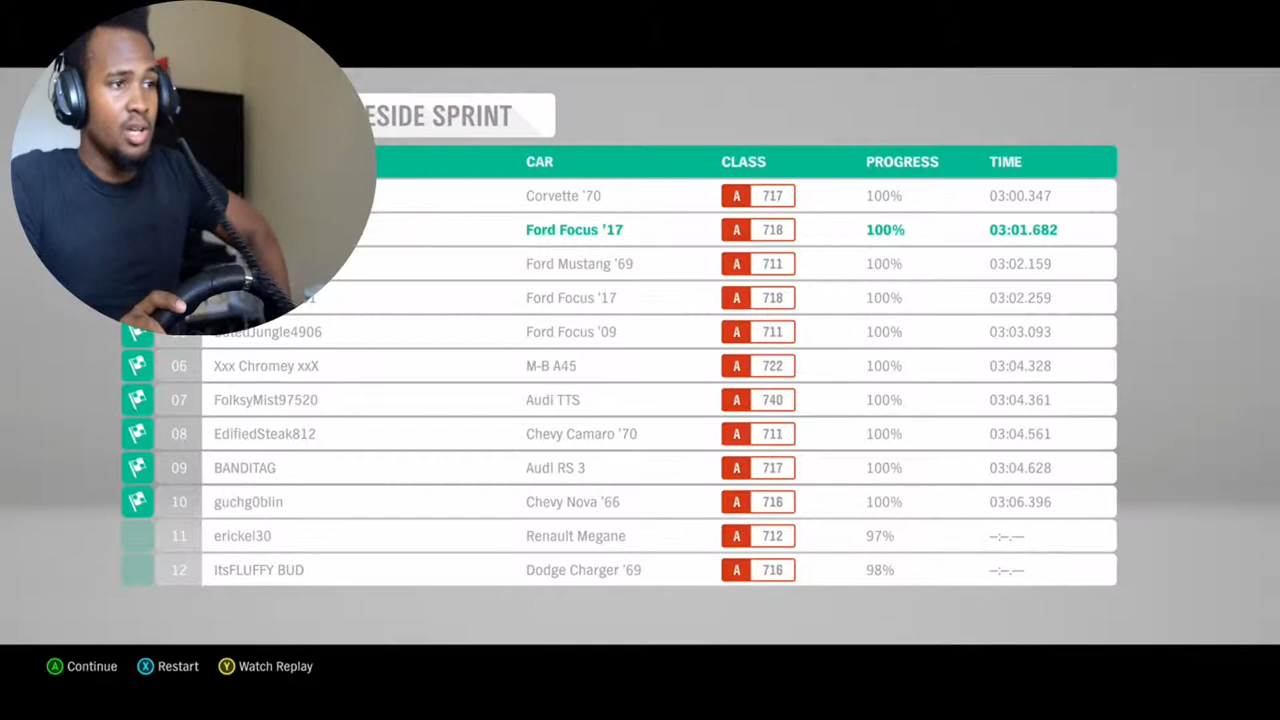 ESIDE SPRINT
CAR CLASS PROGRESS TIME
Corvette '70 A 717 100% 03:00.347
Ford Focus '17 A 718 100% 03:01.682
Ford Mustang '69 A 711 100% 03:02.159
1 Ford Focus '17 A 718 100% 03:02.259
Ford Focus '09 A 711 100% 03:03.093
06 Xxx Chromey xxX M-B A45 A 722 100% 03:04.328
07 FolksyMist97520 Audi TTS A 740 100% 03:04.361
08 EdifiedSteak812 Chevy Camaro '70 A 711 100% 03:04.561
09 BANDITAG Audi RS 3 A 717 100% 03:04.628
10 guchg0blin Chevy Nova '66 A 716 100% 03:06.396
11 erickel30 Renault Megane A 712 97% --:--.---
12 ItsFLUFFY BUD Dodge Charger '69 A 716 98% --:--.---
A Continue X Restart Y Watch Replay